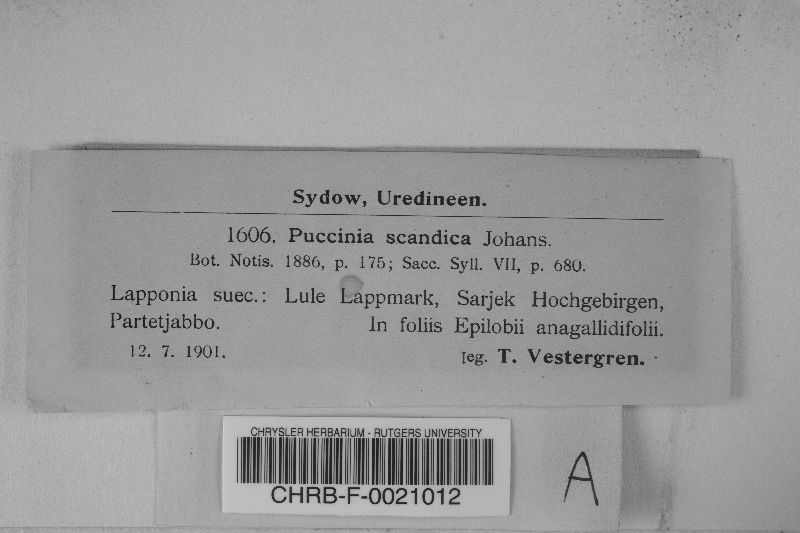 Sydow, Uredineen.
1606. Puccinia scandica Johans.
Bot. Notis. 1886, p. 175; Sacc. Syll. VII, p. 680.
Lapponia suec.: Lule Lappmark, Sarjek Hochgebirgen,
Partetjabbo. In foliis Epilobii anagallidifolii.
12. 7. 1901. leg. T. Vestergren.
CHRYSLER HERBARIUM - RUTGERS UNIVERSITY
CHRB-F-0021012
A